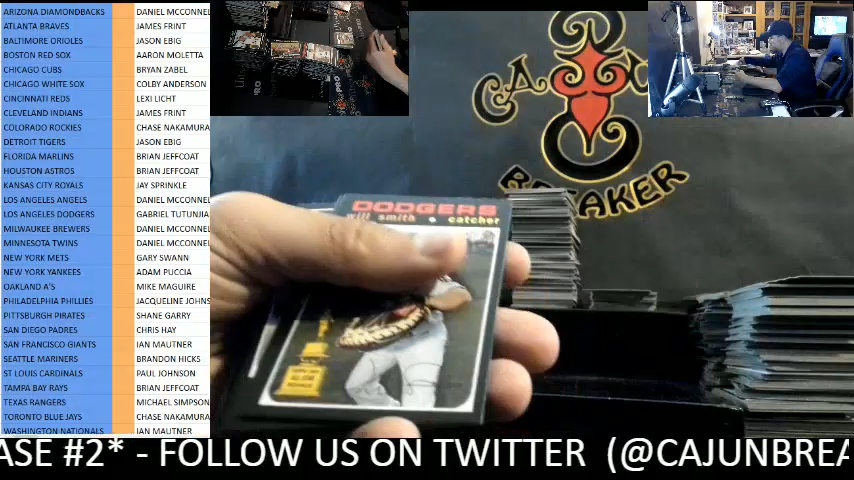 ARIZONA DIAMONDBACKS DANIEL MCCONNEL
ATLANTA BRAVES JAMES FRINT
BALTIMORE ORIOLES JASON EBIG
BOSTON RED SOX AARON MOLETTA
CHICAGO CUBS BRYAN ZABEL
CHICAGO WHITE SOX COLBY ANDERSON
CINCINNATI REDS LEXI LICHT
CLEVELAND INDIANS JAMES FRINT
COLORADO ROCKIES CHASE NAKAMURA
DETROIT TIGERS JASON EBIG
FLORIDA MARLINS BRIAN JEFFCOAT
HOUSTON ASTROS BRIAN JEFFCOAT
KANSAS CITY ROYALS JAY SPRINKLE
LOS ANGELES ANGELS DANIEL MCCONNEL
LOS ANGELES DODGERS GABRIEL TUTUNJIA
MILWAUKEE BREWERS DANIEL MCCONNEL
MINNESOTA TWINS DANIEL MCCONNEL
NEW YORK METS GARY SWANN
NEW YORK YANKEES ADAM PUCCIA
OAKLAND A'S MIKE MAGUIRE
PHILADELPHIA PHILLIES JACQUELINE JOHNS
PITTSBURGH PIRATES SHANE GARRY
SAN DIEGO PADRES CHRIS HAY
SAN FRANCISCO GIANTS IAN MAUTNER
SEATTLE MARINERS BRANDON HICKS
ST LOUIS CARDINALS PAUL JOHNSON
TAMPA BAY RAYS BRIAN JEFFCOAT
TEXAS RANGERS MICHAEL SIMPSON
TORONTO BLUE JAYS CHASE NAKAMURA
WASHINGTON NATIONALS IAN MAUTNER
CAJU
BREAKER
DODGERS
will smith • catcher
ASE #2* - FOLLOW US ON TWITTER (@CAJUNBREA